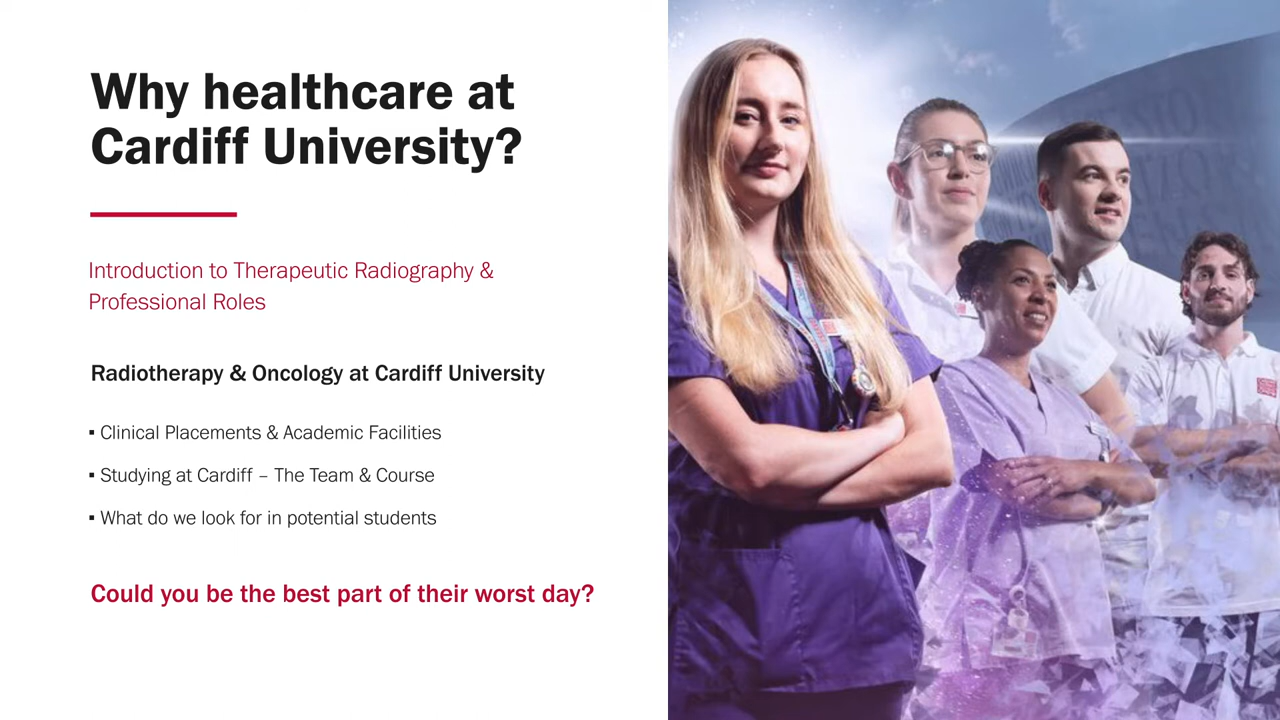 Why healthcare at
Cardiff University?
Introduction to Therapeutic Radiography &
Professional Roles
Radiotherapy & Oncology at Cardiff University
▪ Clinical Placements & Academic Facilities
▪ Studying at Cardiff – The Team & Course
▪ What do we look for in potential students
Could you be the best part of their worst day?